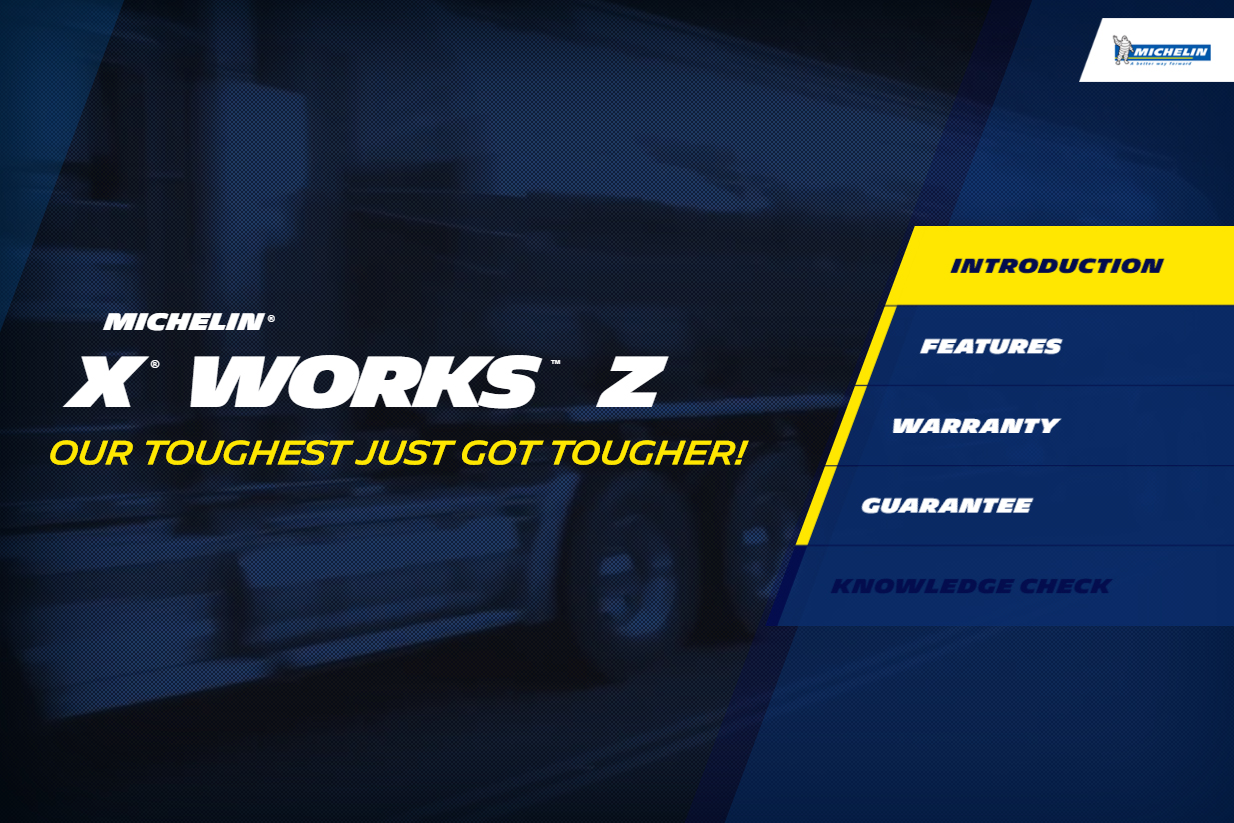 MICHELIN
A better way forward
INTRODUCTION
FEATURES
MICHELIN®
X® WORKS™ Z
WARRANTY
OUR TOUGHEST JUST GOT TOUGHER!
GUARANTEE
KNOWLEDGE CHECK